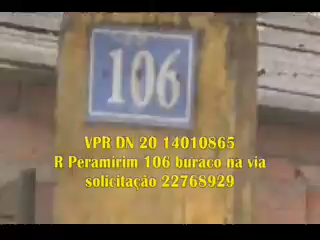 106
VPR DN 20 14010865
R Peramirim 106 buraco na via
solicitação 22768929